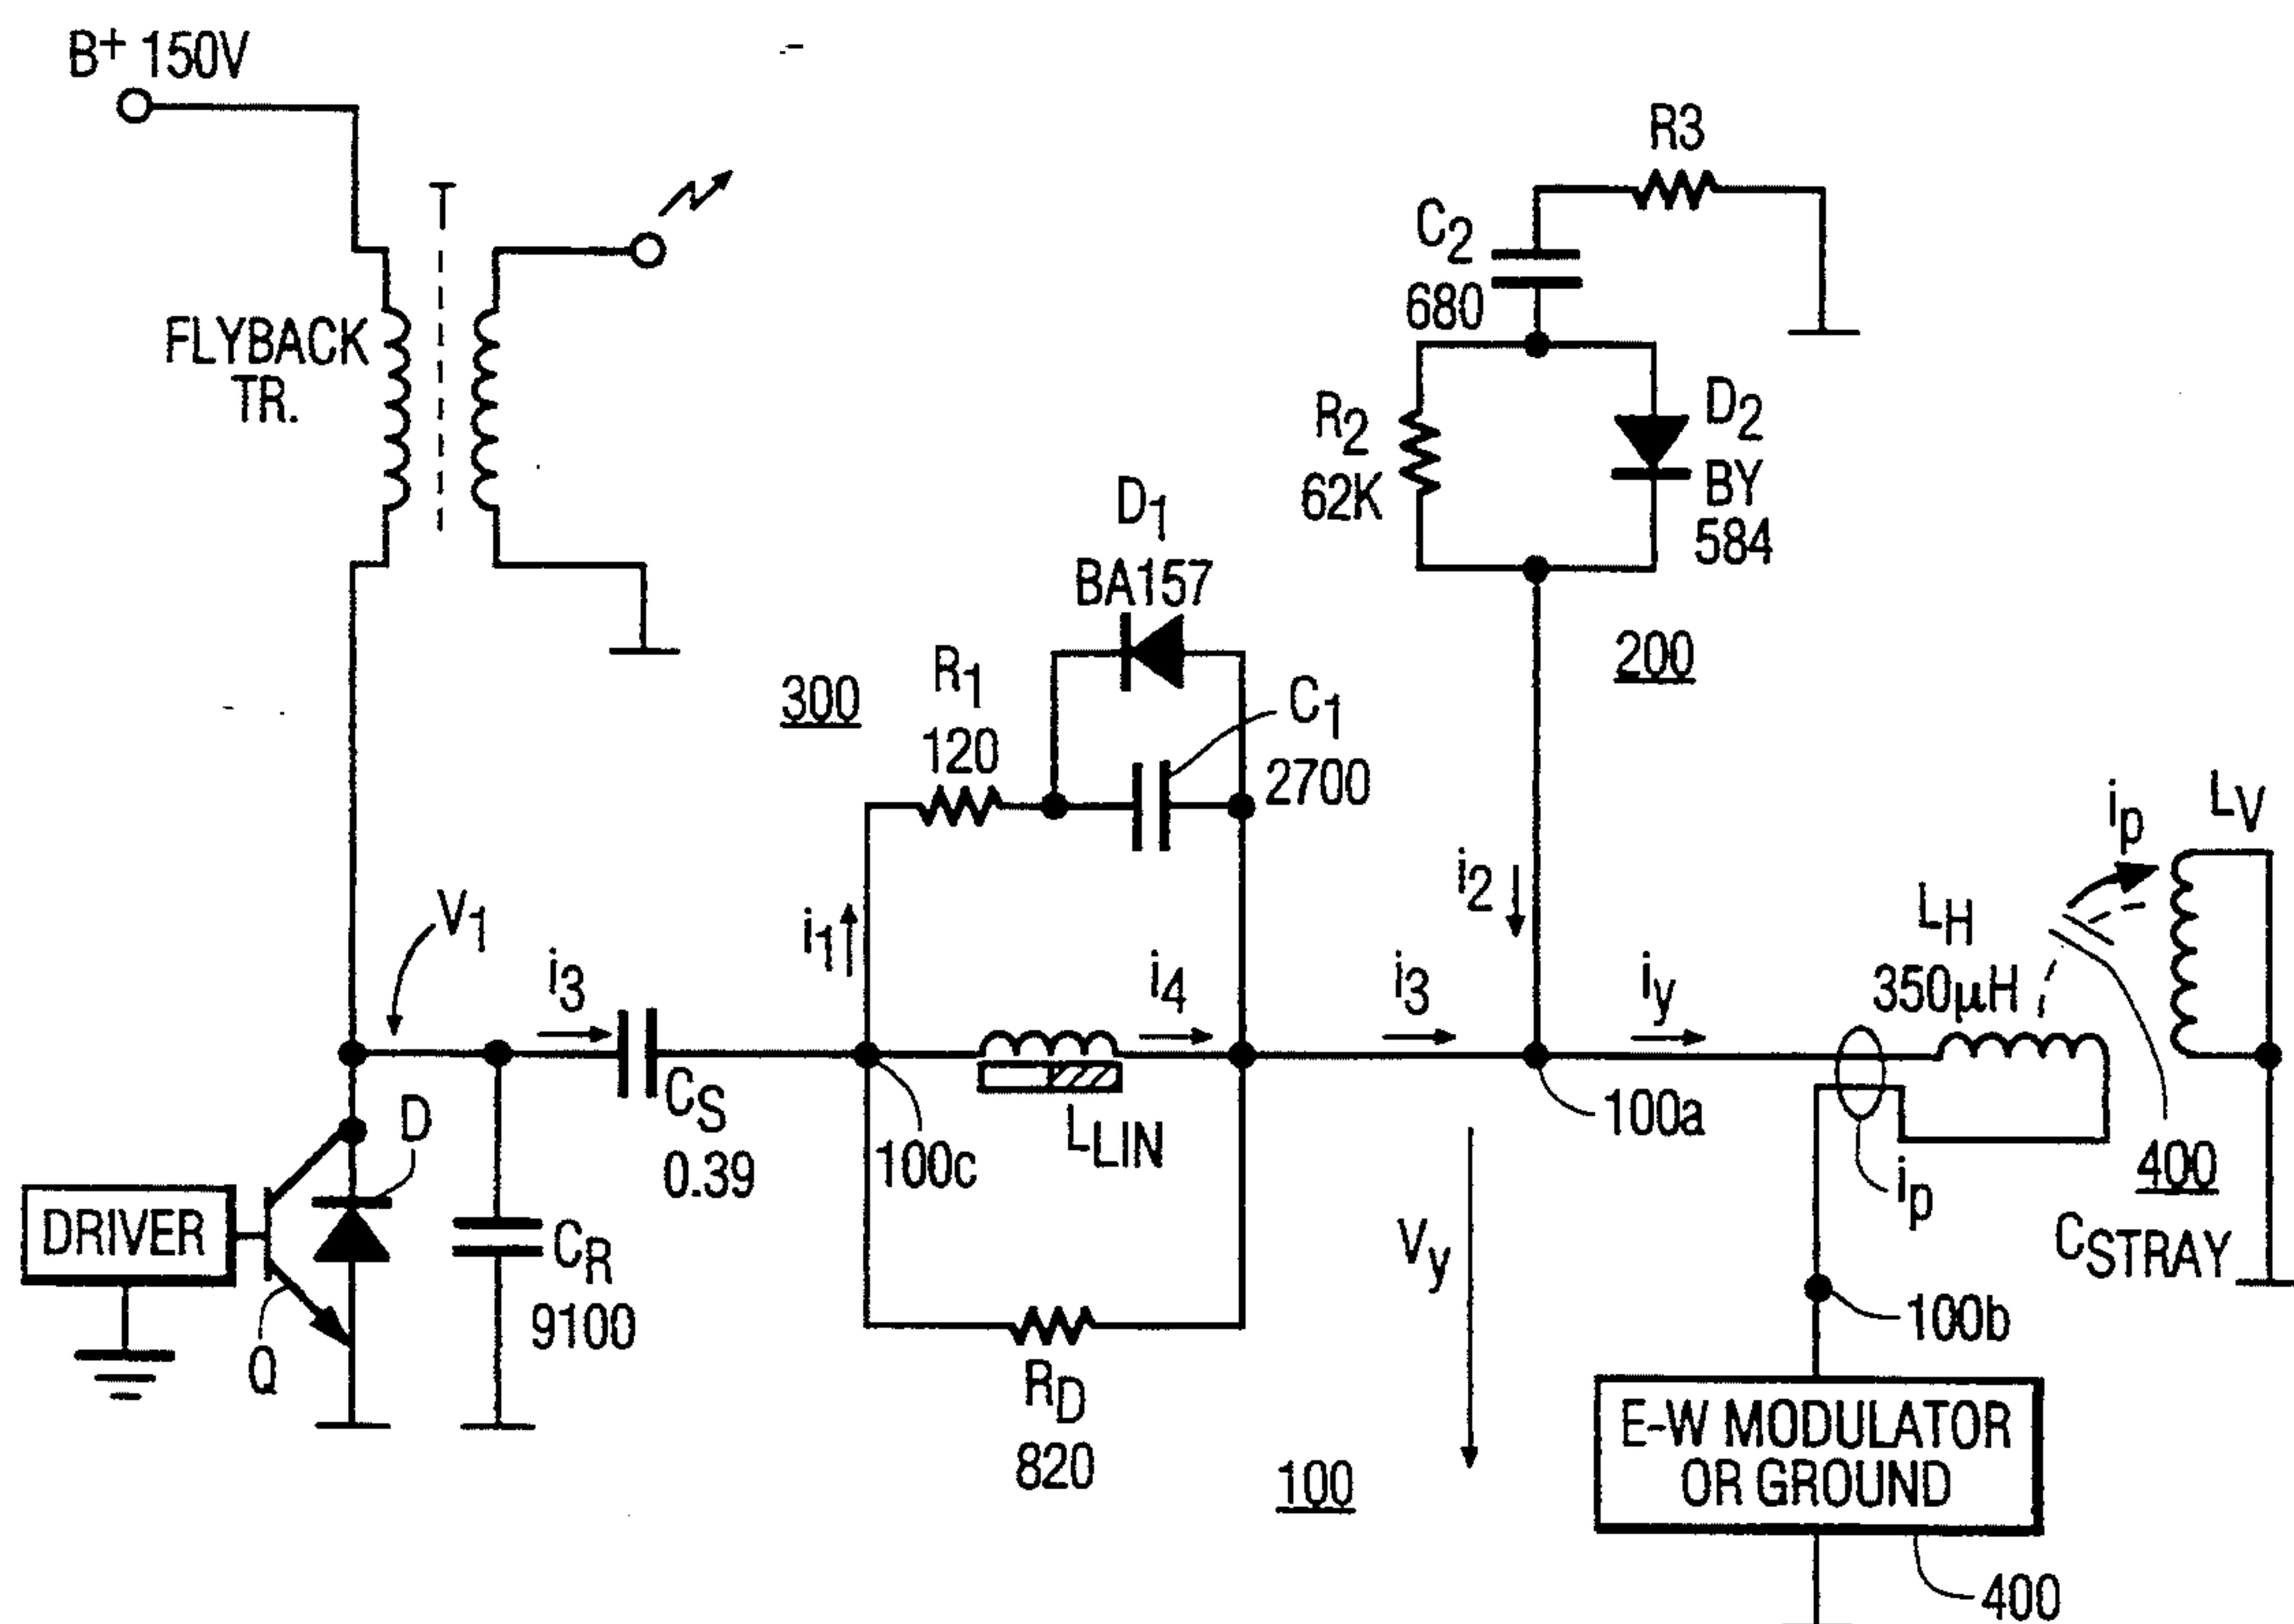 B+ 150V
T
FLYBACK
TR.
R3
C2
680
R2
62K
D2
BY
584
200
D1
BA157
300
R1
120
C1
2700
V1
i3
i1
i4
i3
i2
iy
LH
350μH
ip
LV
CS
0.39
100c
LLIN
100a
ip
400
CSTRAY
D
DRIVER
Q
CR
9100
RD
820
100
Vy
100b
E-W MODULATOR
OR GROUND
400